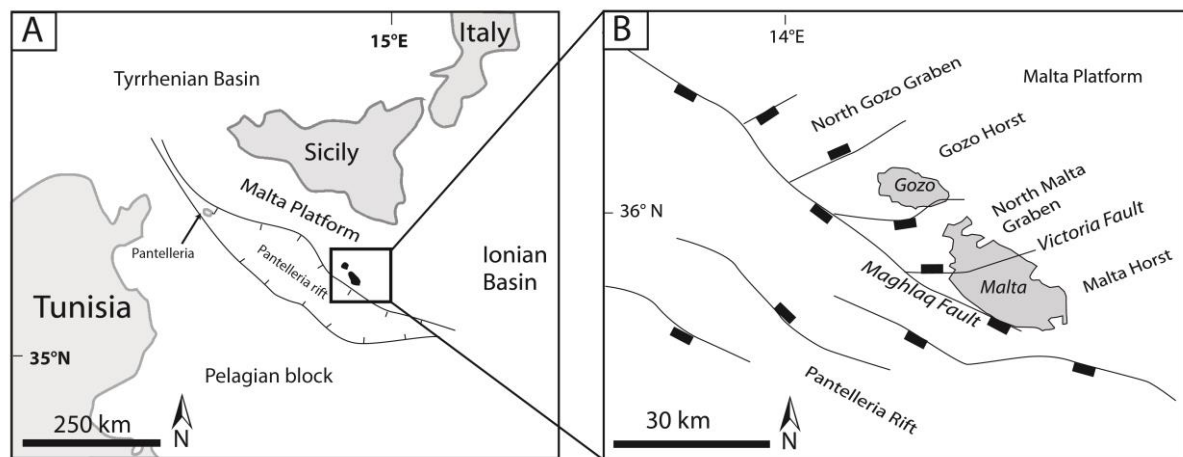 A
15°E
Italy
Tyrrhenian Basin
Sicily
Malta Platform
Pantelleria
Pantelleria rift
Ionian
Basin
Tunisia
35°N
Pelagian block
250 km
N
B
14°E
Malta Platform
North Gozo Graben
Gozo Horst
Gozo
36° N
North Malta
Graben
Victoria Fault
Malta Horst
Malta
Maghlaq Fault
Pantelleria Rift
30 km
N